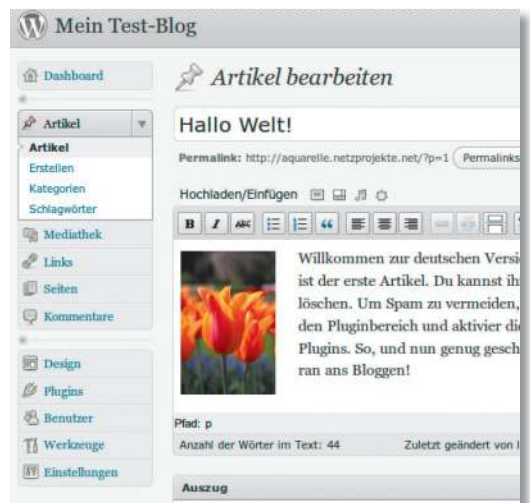 Mein Test-Blog
Dashboard
Artikel
Artikel
Erstellen
Kategorien
Schlagwörter
Mediathek
Links
Seiten
Kommentare
Design
Plugins
Benutzer
Werkzeuge
Einstellungen
Artikel bearbeiten
Hallo Welt!
Permalink: http://aquarelle.netzprojekte.net/?p=1 Permalinks
Hochladen/Einfügen
B I ABC
Willkommen zur deutschen Versi
ist der erste Artikel. Du kannst ih
löschen. Um Spam zu vermeiden,
den Pluginbereich und aktivier die
Plugins. So, und nun genug gesch
ran ans Bloggen!
Pfad: p
Anzahl der Wörter im Text: 44 Zuletzt geändert von
Auszug